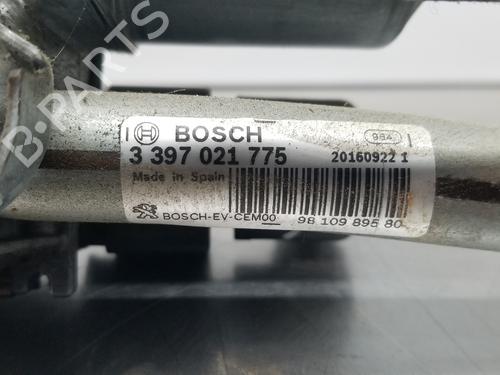 BOSCH
984
3 397 021 775
20160922 1
Made in Spain
BOSCH-EV-CEM00
98 109 895 80
B-PARTS